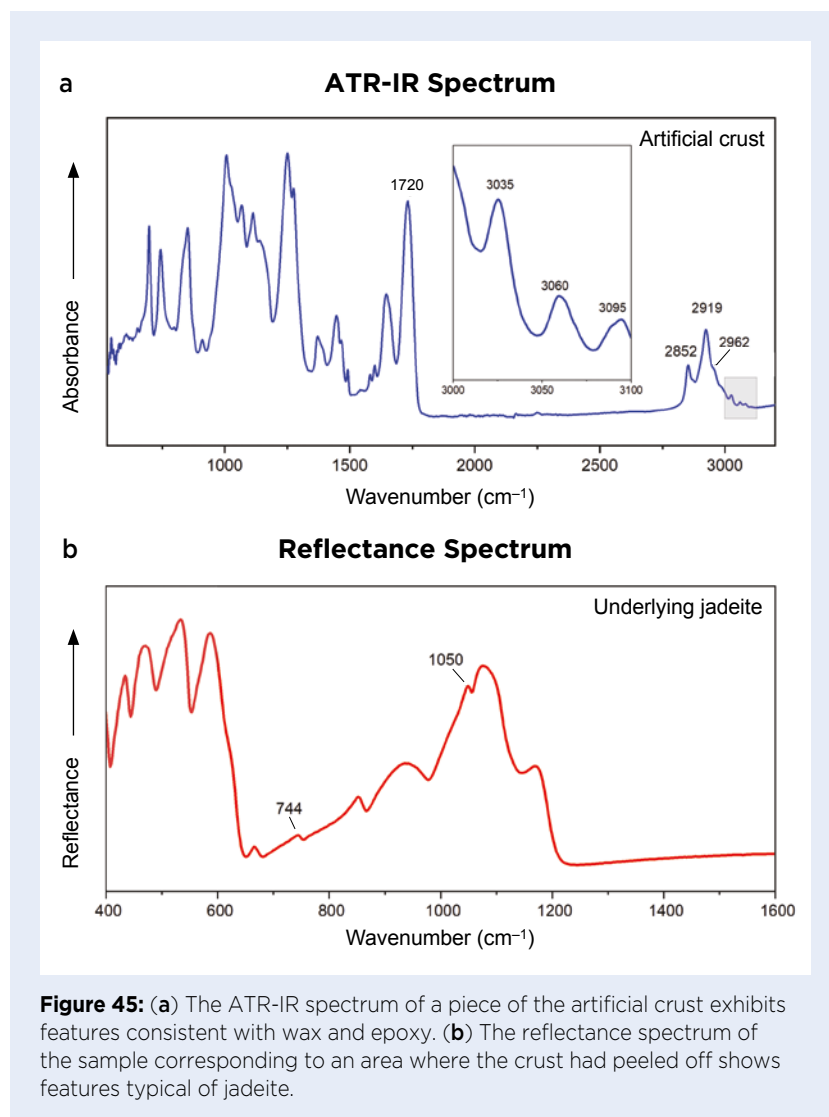 a
ATR-IR Spectrum
Artificial crust
Absorbance
1720
3035
3060
3095
3000
3050
3100
2919
2852
2962
1000
1500
2000
2500
3000
Wavenumber (cm⁻¹)
b
Reflectance Spectrum
Underlying jadeite
Reflectance
1050
744
400
600
800
1000
1200
1400
1600
Wavenumber (cm⁻¹)
Figure 45: (a) The ATR-IR spectrum of a piece of the artificial crust exhibits
features consistent with wax and epoxy. (b) The reflectance spectrum of
the sample corresponding to an area where the crust had peeled off shows
features typical of jadeite.